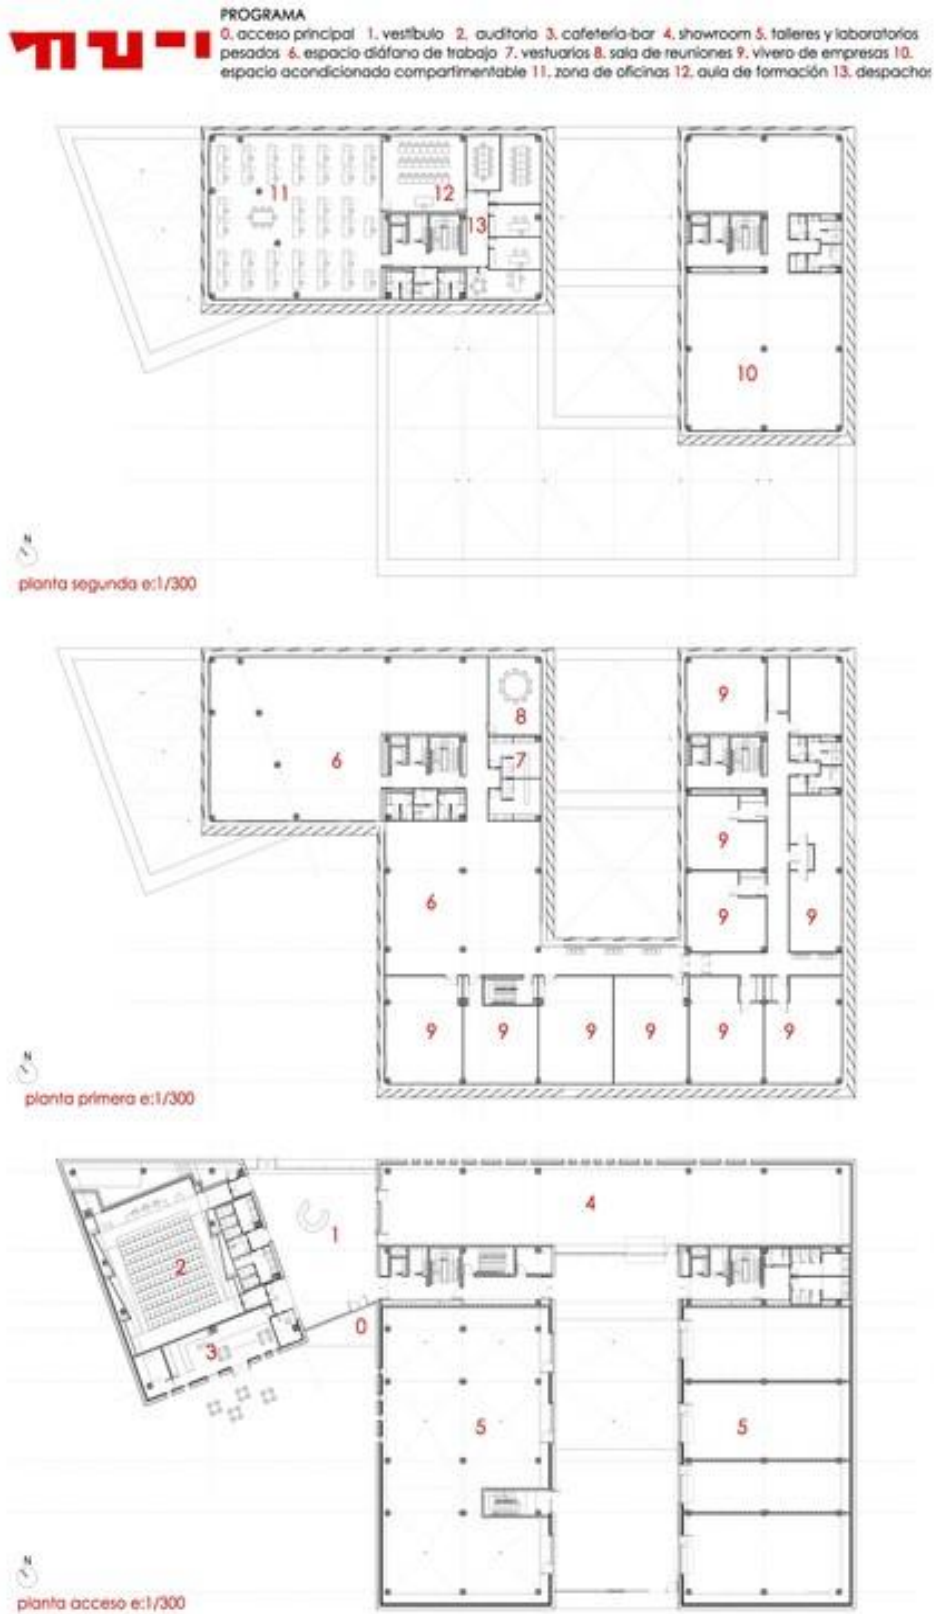 PROGRAMA
0. acceso principal 1. vestíbulo 2. auditorio 3. cafetería-bar 4. showroom 5. talleres y laboratorios
pesados 6. espacio diáfano de trabajo 7. vestuarios 8. sala de reuniones 9. vivero de empresas 10.
espacio acondicionado compartimentable 11. zona de oficinas 12. aula de formación 13. despachos
11
12
13
10
N
planta segunda e:1/300
9
8
6
7
9
6
9
9
9
9
9
9
9
9
N
planta primera e:1/300
4
1
2
0
3
5
5
N
planta acceso e:1/300